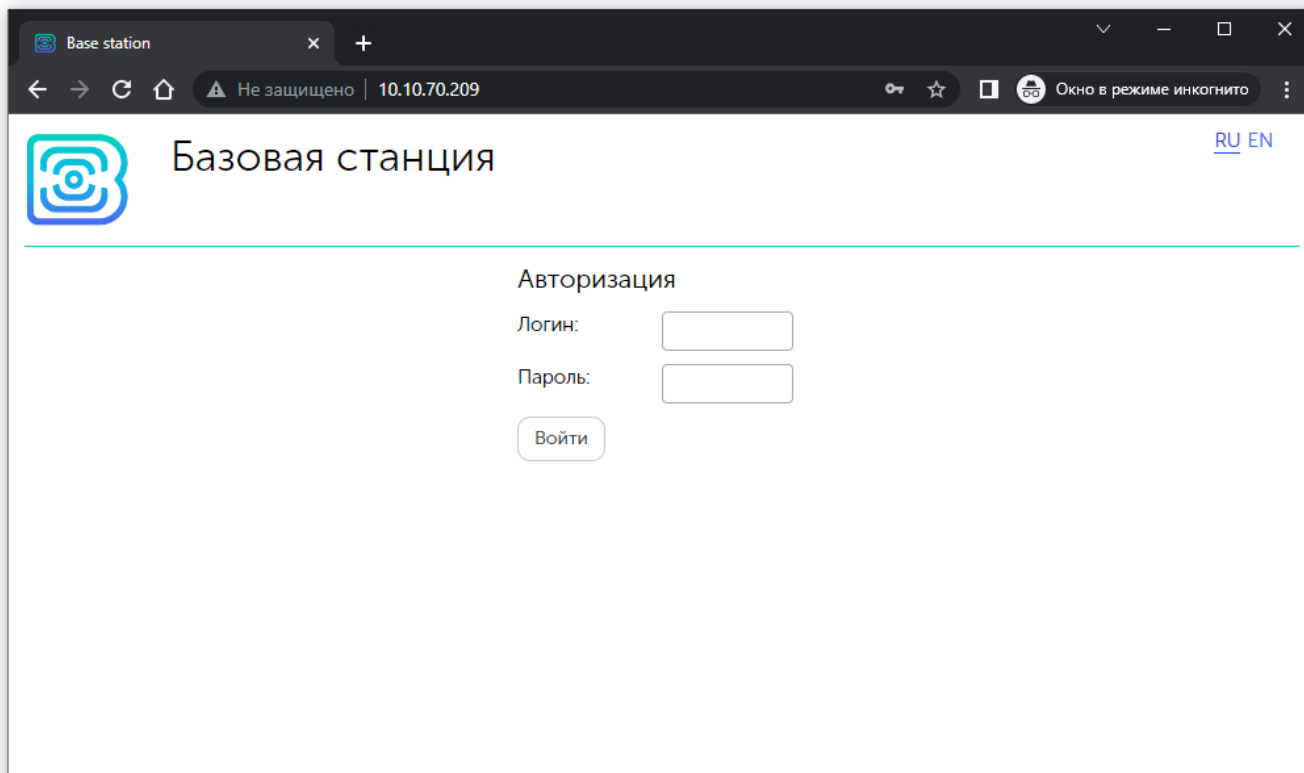 Base station
Не защищено 10.10.70.209 Окно в режиме инкогнито
Базовая станция
RU EN
Авторизация
Логин:
Пароль:
Войти